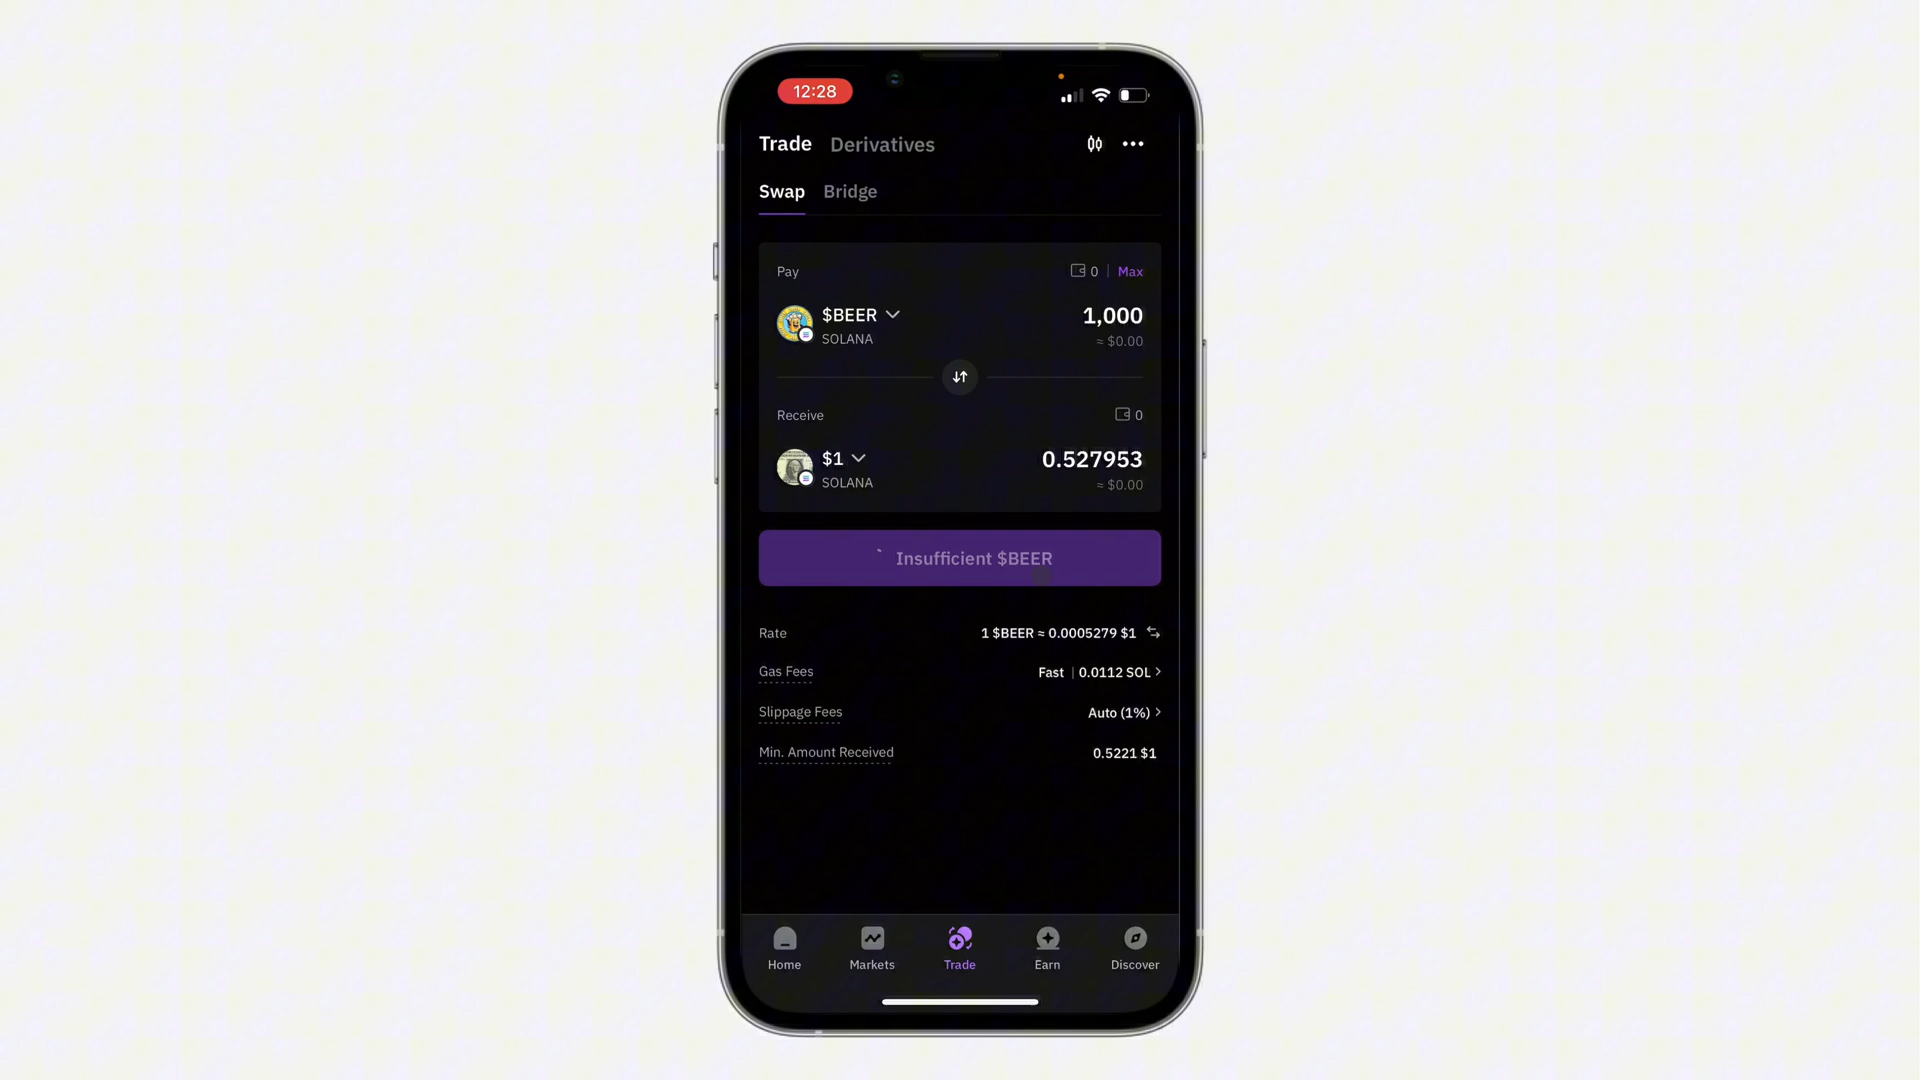 12:28
Trade Derivatives
Swap Bridge
Pay 0 | Max
$BEER 1,000
SOLANA ≈ $0.00
Receive 0
$1 0.527953
SOLANA ≈ $0.00
Insufficient $BEER
Rate 1 $BEER ≈ 0.0005279 $1
Gas Fees Fast | 0.0112 SOL
Slippage Fees Auto (1%)
Min. Amount Received 0.5221 $1
Home Markets Trade Earn Discover